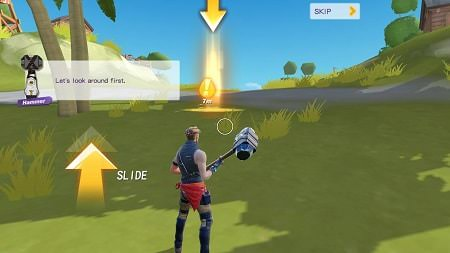 SKIP
Let's look around first.
Hammer
7m
SLIDE